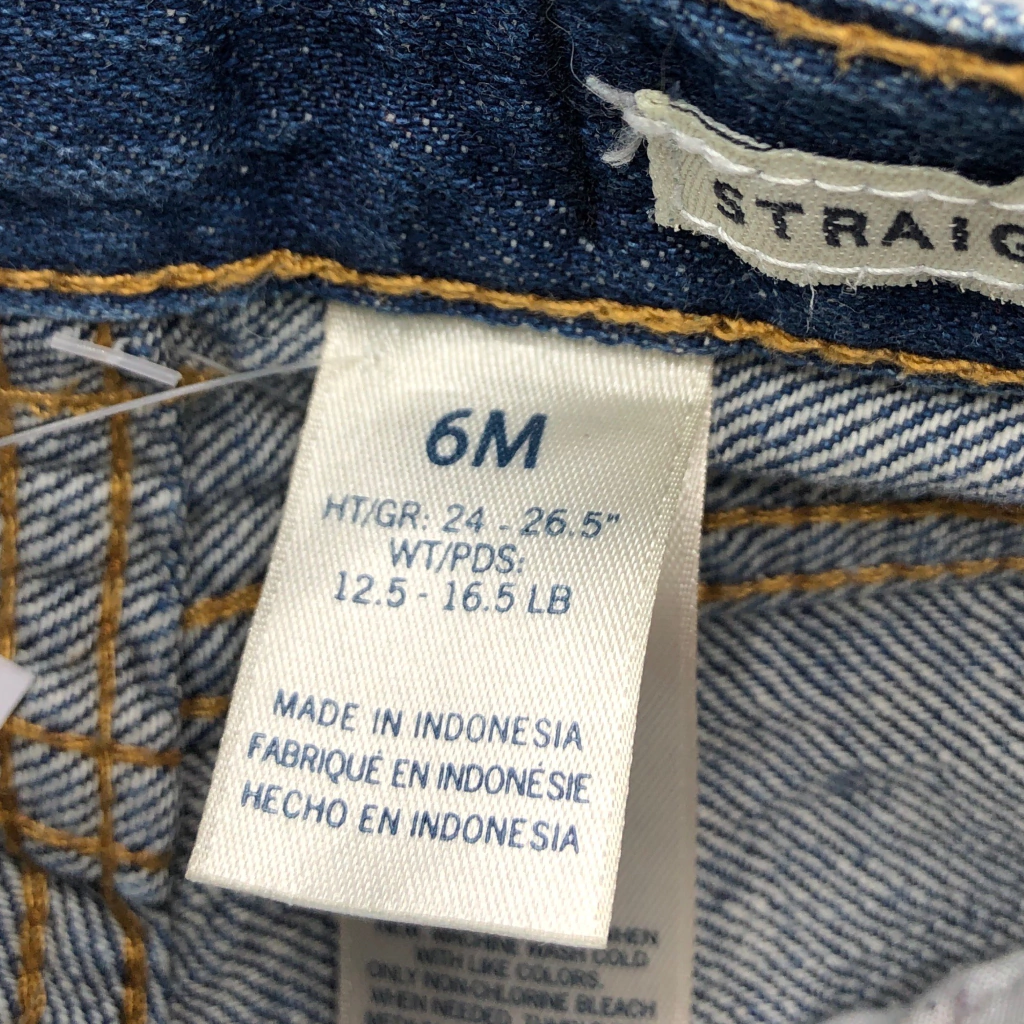 STRAIG
6M
HT/GR: 24 - 26.5"
WT/PDS:
12.5 - 16.5 LB
MADE IN INDONESIA
FABRIQUÉ EN INDONÉSIE
HECHO EN INDONESIA
MACHINE WASH COLD
WITH LIKE COLORS.
ONLY NON-CHLORINE BLEACH
WHEN NEEDED.